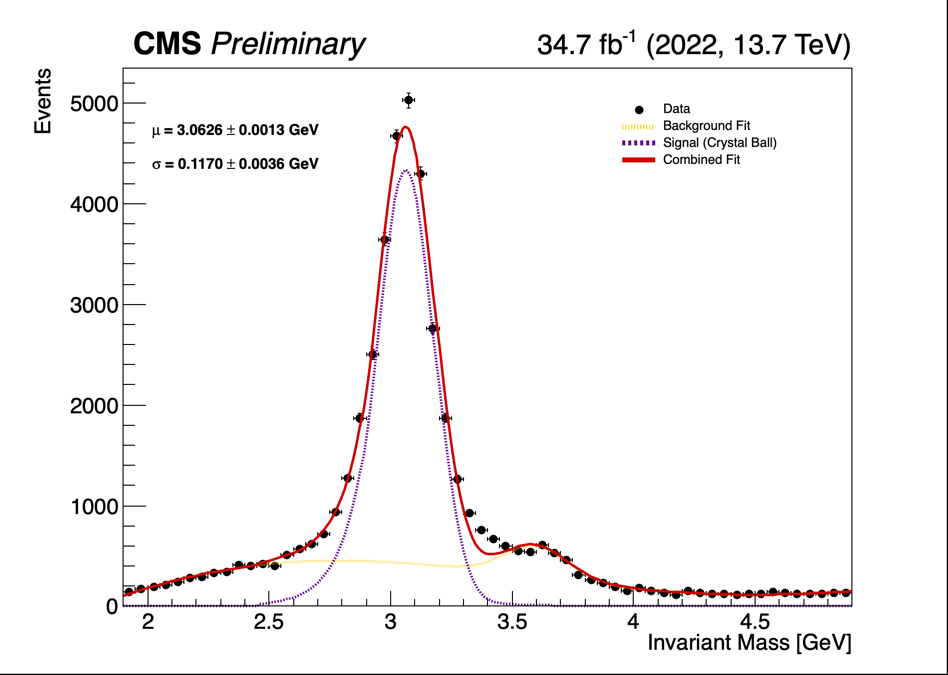 CMS Preliminary
34.7 fb⁻¹ (2022, 13.7 TeV)
Events
5000
4000
3000
2000
1000
0
μ = 3.0626 ± 0.0013 GeV
σ = 0.1170 ± 0.0036 GeV
Data
Background Fit
Signal (Crystal Ball)
Combined Fit
2 2.5 3 3.5 4 4.5
Invariant Mass [GeV]